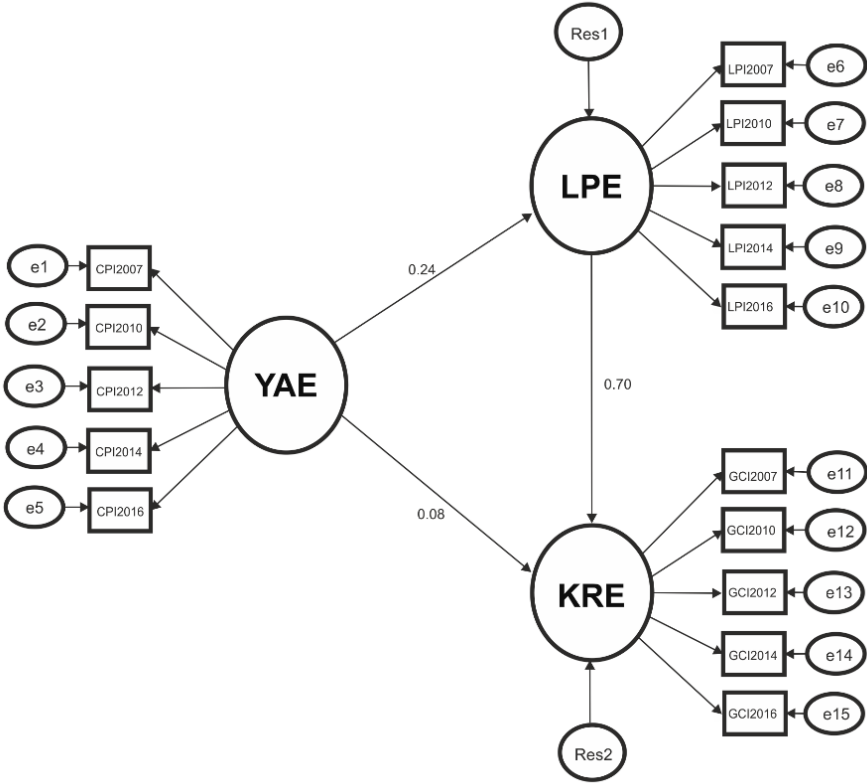 Res1
LPE
LPI2007
e6
LPI2010
e7
LPI2012
e8
LPI2014
e9
LPI2016
e10
e1
CPI2007
e2
CPI2010
e3
CPI2012
e4
CPI2014
e5
CPI2016
YAE
0.24
0.70
0.08
KRE
GCI2007
e11
GCI2010
e12
GCI2012
e13
GCI2014
e14
GCI2016
e15
Res2